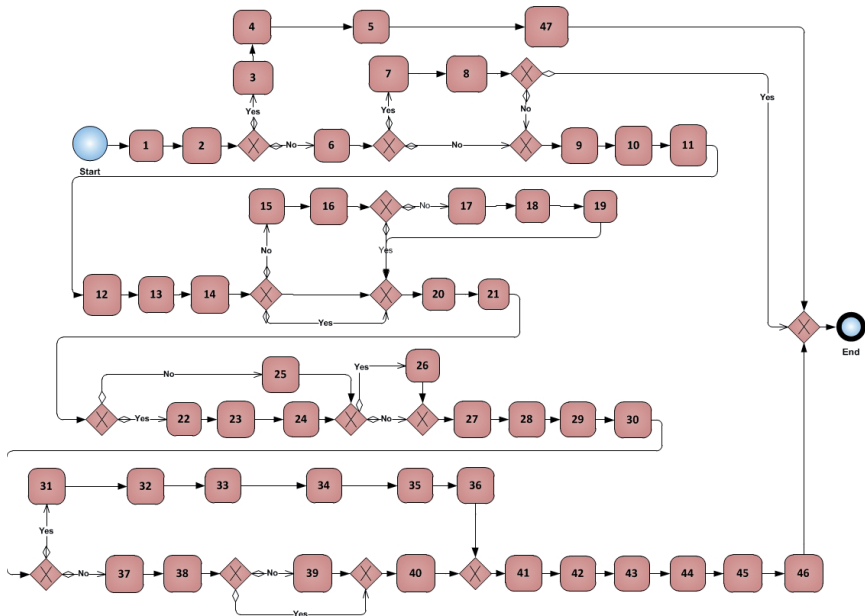 4 5 47
3 7 8
Yes Yes No Yes
1 2 No 6 No 9 10 11
Start
15 16 No 17 18 19
No Yes
12 13 14 20 21
Yes
End
25 Yes 26
No
Yes 22 23 24 No 27 28 29 30
31 32 33 34 35 36
Yes
No 37 38 No 39 40 41 42 43 44 45 46
Yes